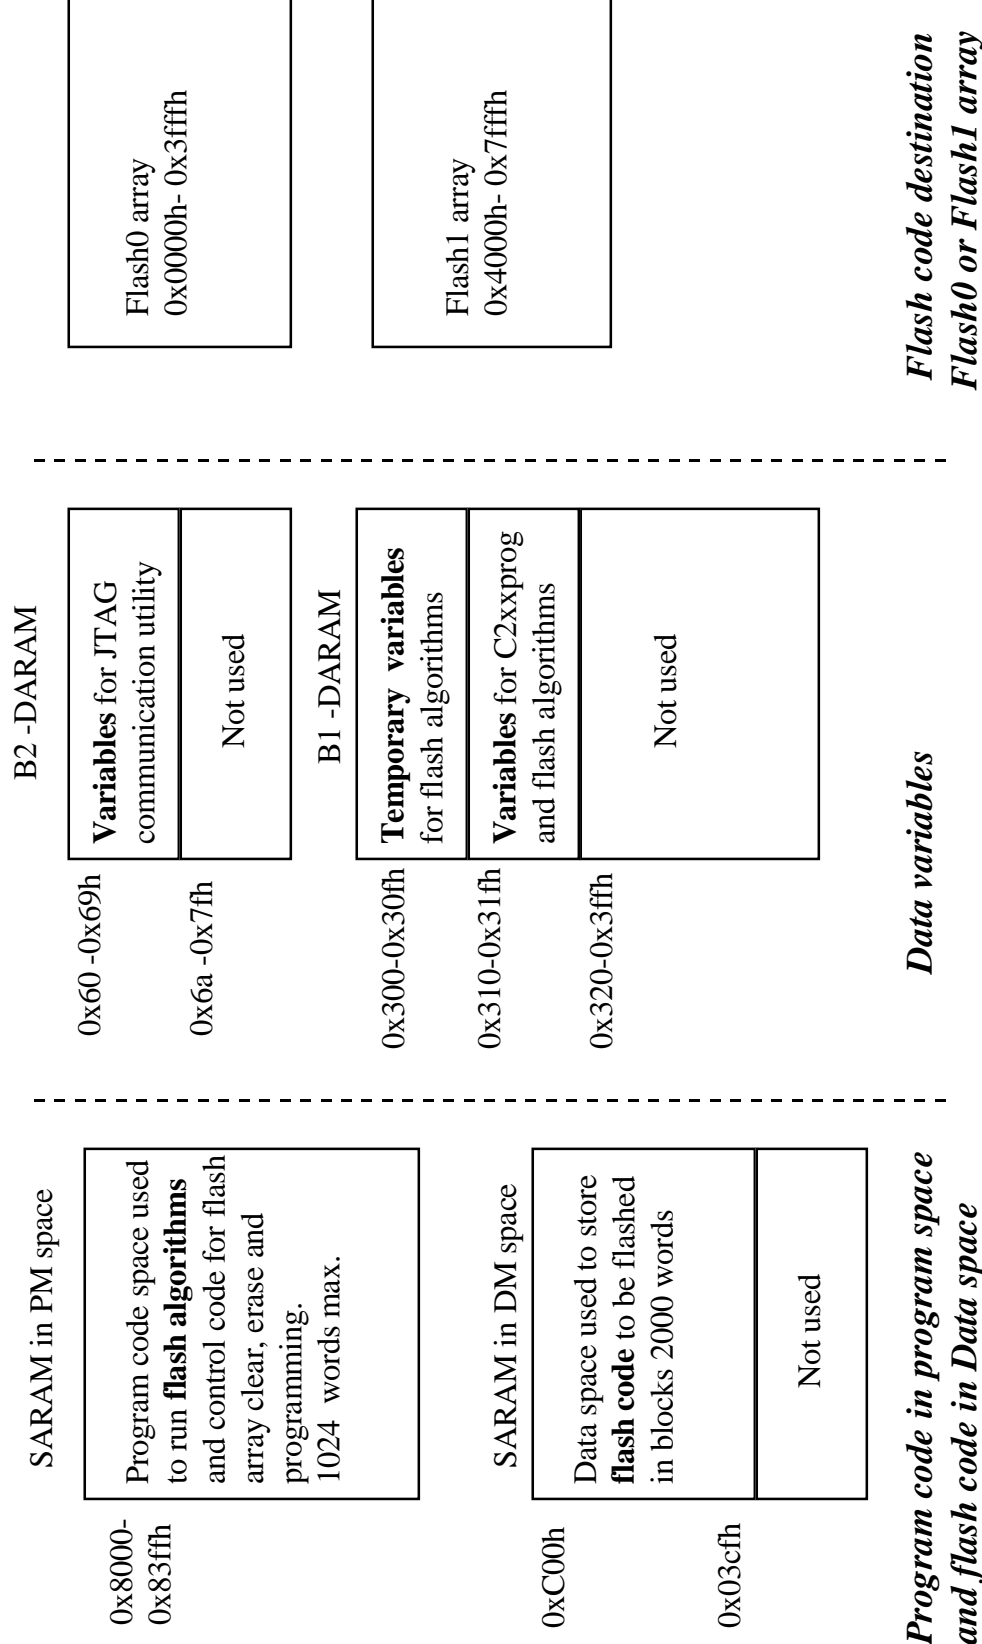 SARAM in PM space
0x8000-
0x83ffh
Program code space used
to run flash algorithms
and control code for flash
array clear, erase and
programming.
1024 words max.
SARAM in DM space
0xC00h
Data space used to store
flash code to be flashed
in blocks 2000 words
0x03cfh
Not used
Program code in program space
and flash code in Data space
B2 -DARAM
0x60 -0x69h
Variables for JTAG
communication utility
0x6a -0x7fh
Not used
B1 -DARAM
0x300-0x30fh
Temporary variables
for flash algorithms
0x310-0x31fh
Variables for C2xxprog
and flash algorithms
0x320-0x3ffh
Not used
Data variables
Flash0 array
0x0000h- 0x3fffh
Flash1 array
0x4000h- 0x7fffh
Flash code destination
Flash0 or Flash1 array